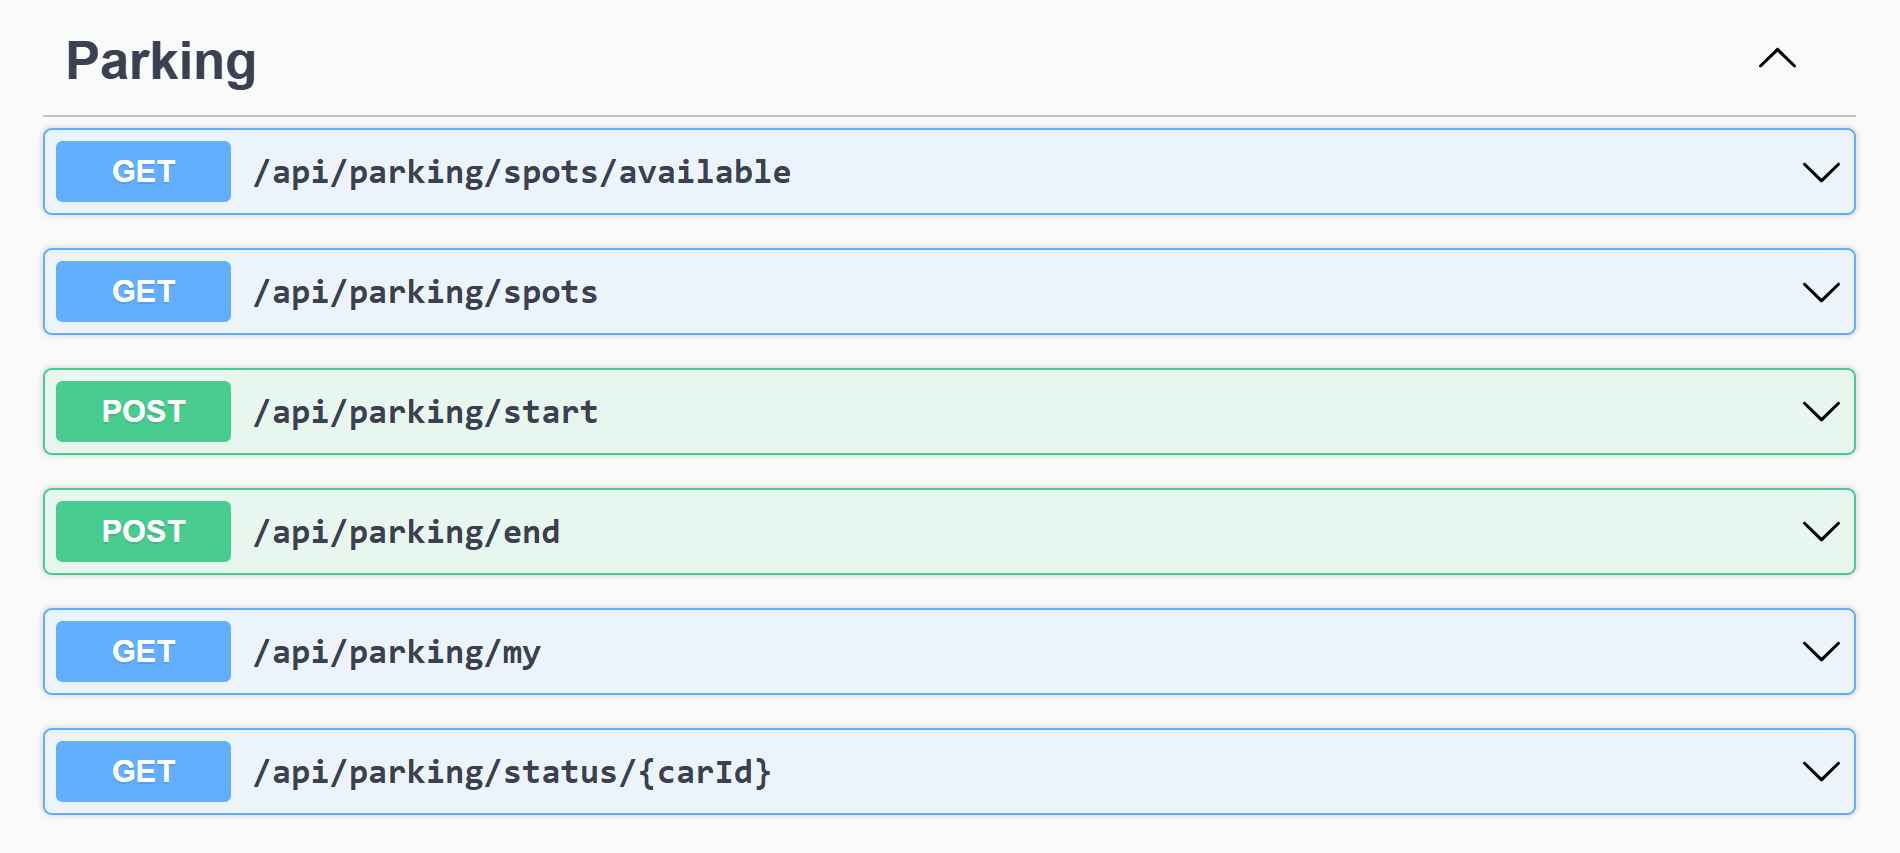 Parking
GET /api/parking/spots/available
GET /api/parking/spots
POST /api/parking/start
POST /api/parking/end
GET /api/parking/my
GET /api/parking/status/{carId}